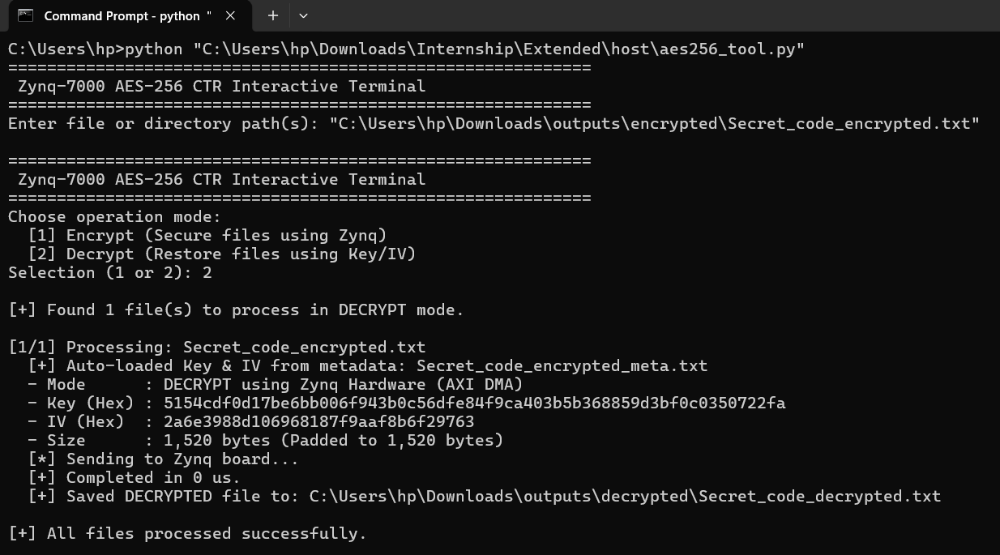 Command Prompt - python "
C:\Users\hp>python "C:\Users\hp\Downloads\Internship\Extended\host\aes256_tool.py"
============================================================
Zynq-7000 AES-256 CTR Interactive Terminal
============================================================
Enter file or directory path(s): "C:\Users\hp\Downloads\outputs\encrypted\Secret_code_encrypted.txt"
============================================================
Zynq-7000 AES-256 CTR Interactive Terminal
============================================================
Choose operation mode:
[1] Encrypt (Secure files using Zynq)
[2] Decrypt (Restore files using Key/IV)
Selection (1 or 2): 2
[+] Found 1 file(s) to process in DECRYPT mode.
[1/1] Processing: Secret_code_encrypted.txt
[+] Auto-loaded Key & IV from metadata: Secret_code_encrypted_meta.txt
- Mode      : DECRYPT using Zynq Hardware (AXI DMA)
- Key (Hex) : 5154cdf0d17be6bb006f943b0c56dfe84f9ca403b5b368859d3bf0c0350722fa
- IV (Hex)  : 2a6e3988d106968187f9aaf8b6f29763
- Size      : 1,520 bytes (Padded to 1,520 bytes)
[*] Sending to Zynq board...
[+] Completed in 0 us.
[+] Saved DECRYPTED file to: C:\Users\hp\Downloads\outputs\decrypted\Secret_code_decrypted.txt
[+] All files processed successfully.